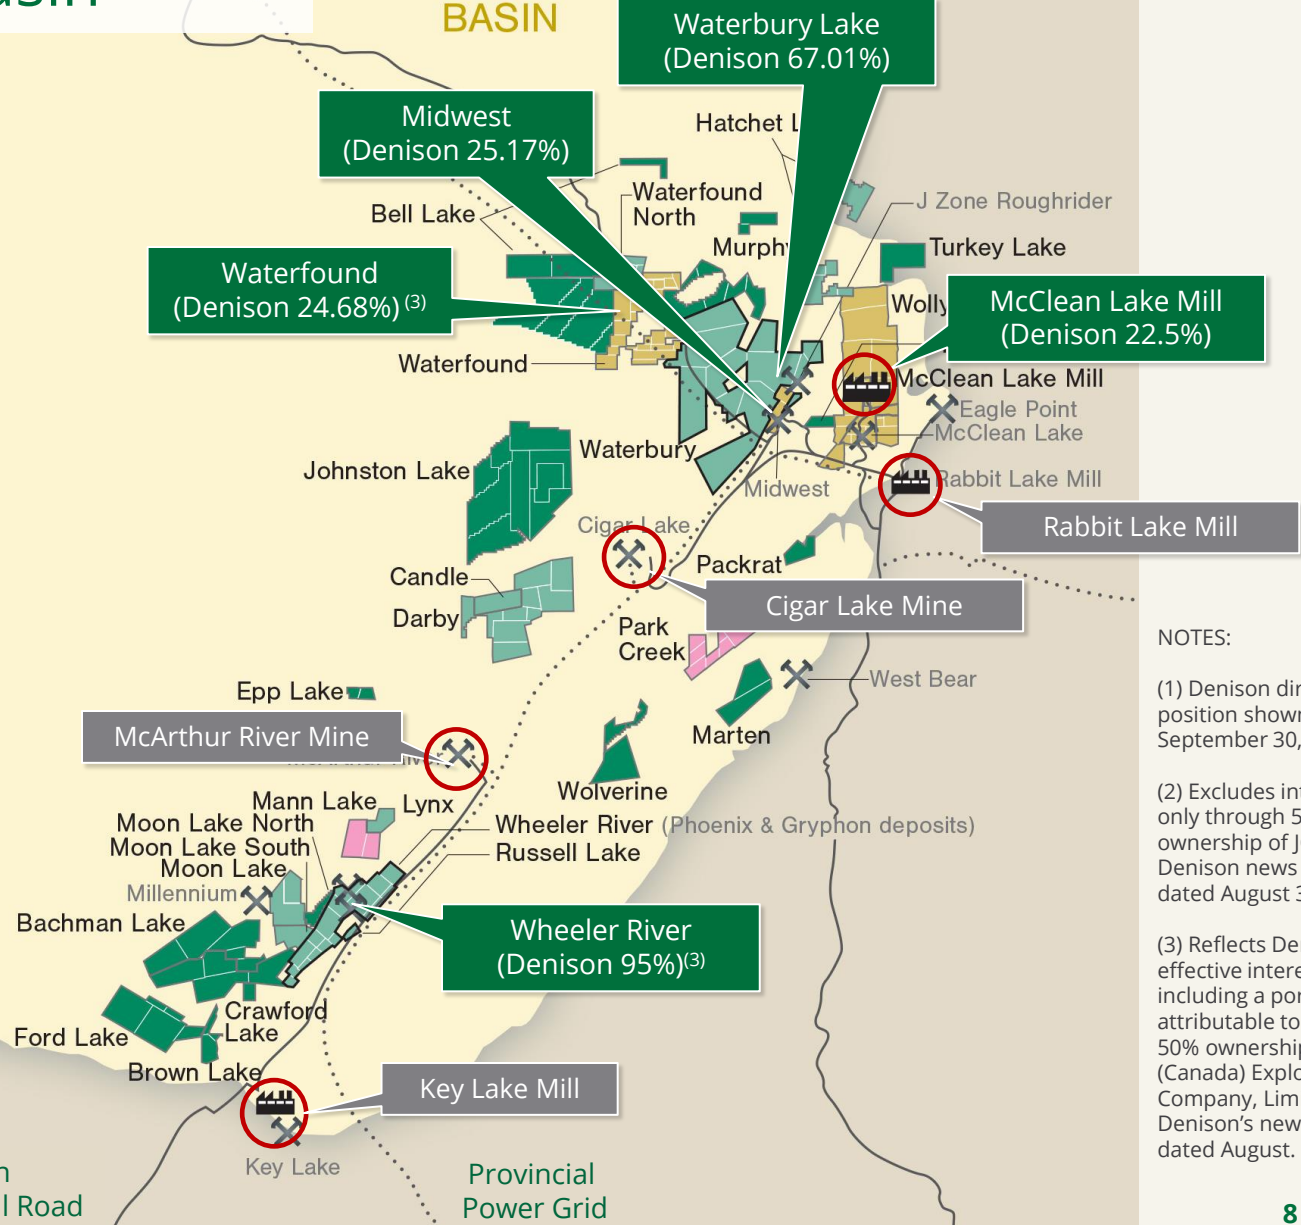 BASIN
Waterbury Lake
(Denison 67.01%)
Midwest
(Denison 25.17%)
Hatchet L
Waterfound
North
J Zone Roughrider
Bell Lake
Murphy
Turkey Lake
Waterfound
(Denison 24.68%) (3)
Wolly
McClean Lake Mill
(Denison 22.5%)
Waterfound
McClean Lake Mill
Eagle Point
McClean Lake
Waterbury
Johnston Lake
Midwest
Rabbit Lake Mill
Rabbit Lake Mill
Cigar Lake
Packrat
Candle
Cigar Lake Mine
Darby
Park
Creek
West Bear
Epp Lake
McArthur River Mine
Marten
Wolverine
Mann Lake
Lynx
Moon Lake North
Wheeler River (Phoenix & Gryphon deposits)
Moon Lake South
Russell Lake
Moon Lake
Millennium
Bachman Lake
Wheeler River
(Denison 95%)(3)
Crawford
Lake
Ford Lake
Brown Lake
Key Lake Mill
Key Lake
l Road
Provincial
Power Grid
NOTES:
(1) Denison dir
position shown
September 30,
(2) Excludes int
only through 5
ownership of J
Denison news
dated August 3
(3) Reflects De
effective intere
including a por
attributable to
50% ownership
(Canada) Explo
Company, Lim
Denison's new
dated August.
8